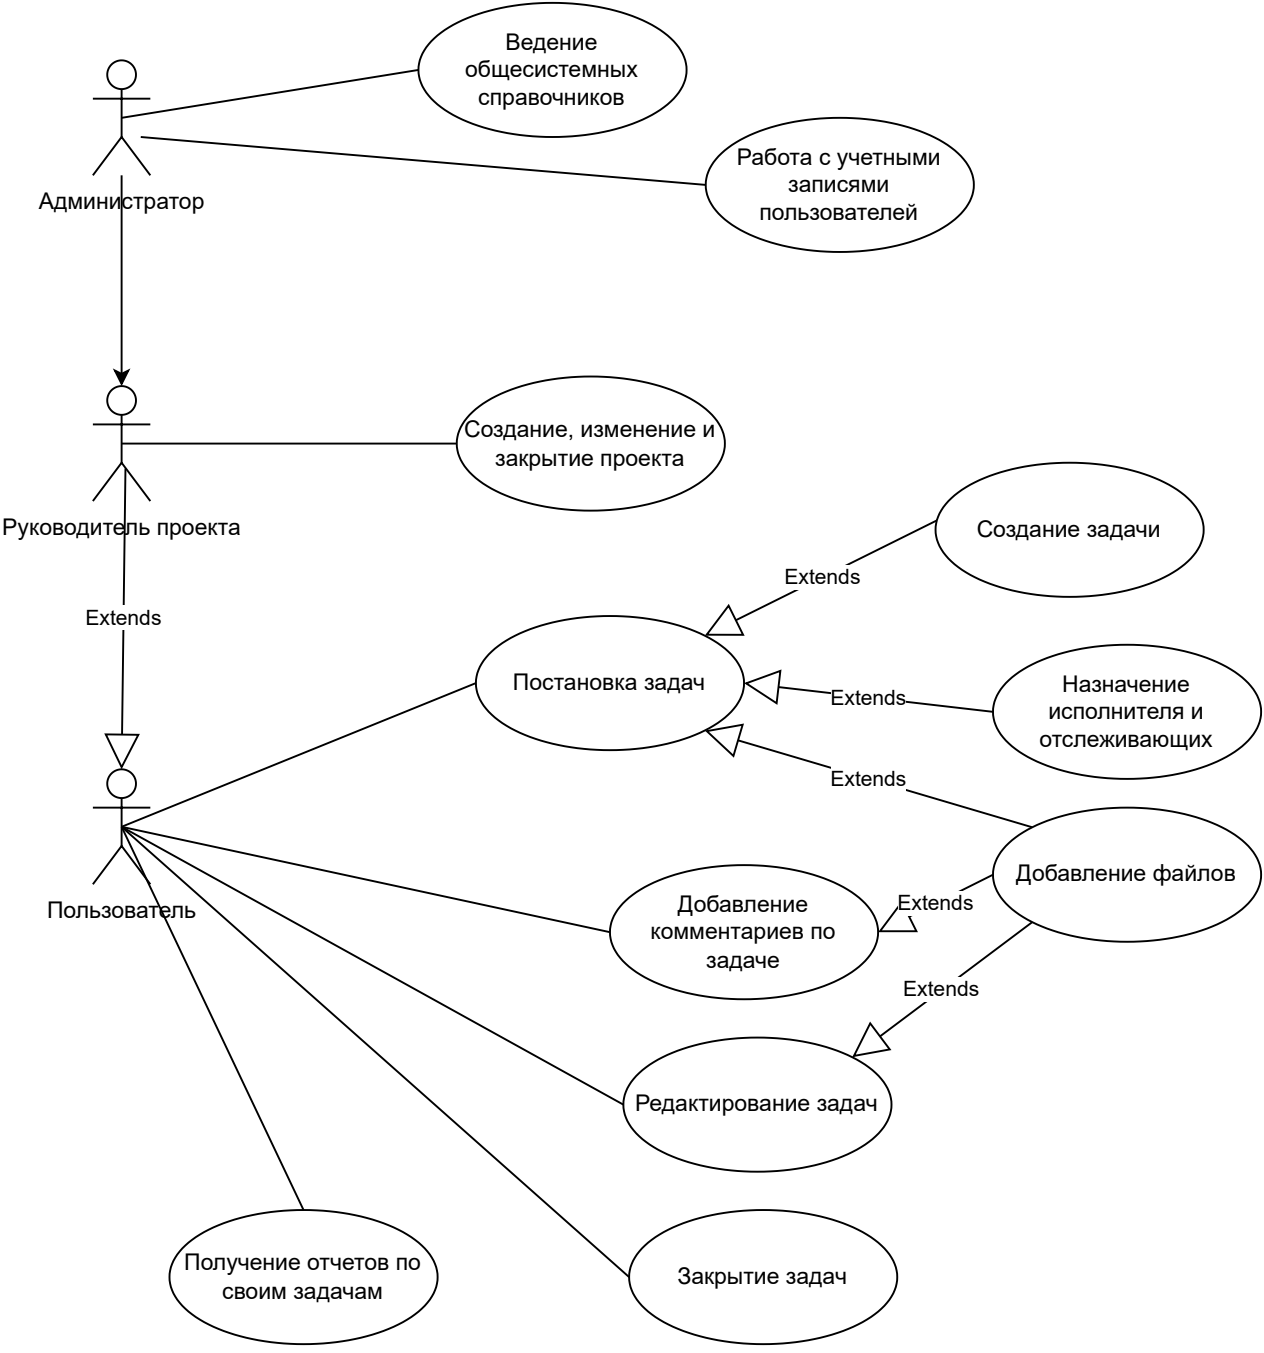 Ведение
общесистемных
справочников
Работа с учетными
записями
пользователей
Администратор
Создание, изменение и
закрытие проекта
Руководитель проекта
Создание задачи
Extends
Extends
Постановка задач
Назначение
исполнителя и
отслеживающих
Extends
Extends
Добавление файлов
Пользователь
Добавление
комментариев по
задаче
Extends
Extends
Редактирование задач
Получение отчетов по
своим задачам
Закрытие задач